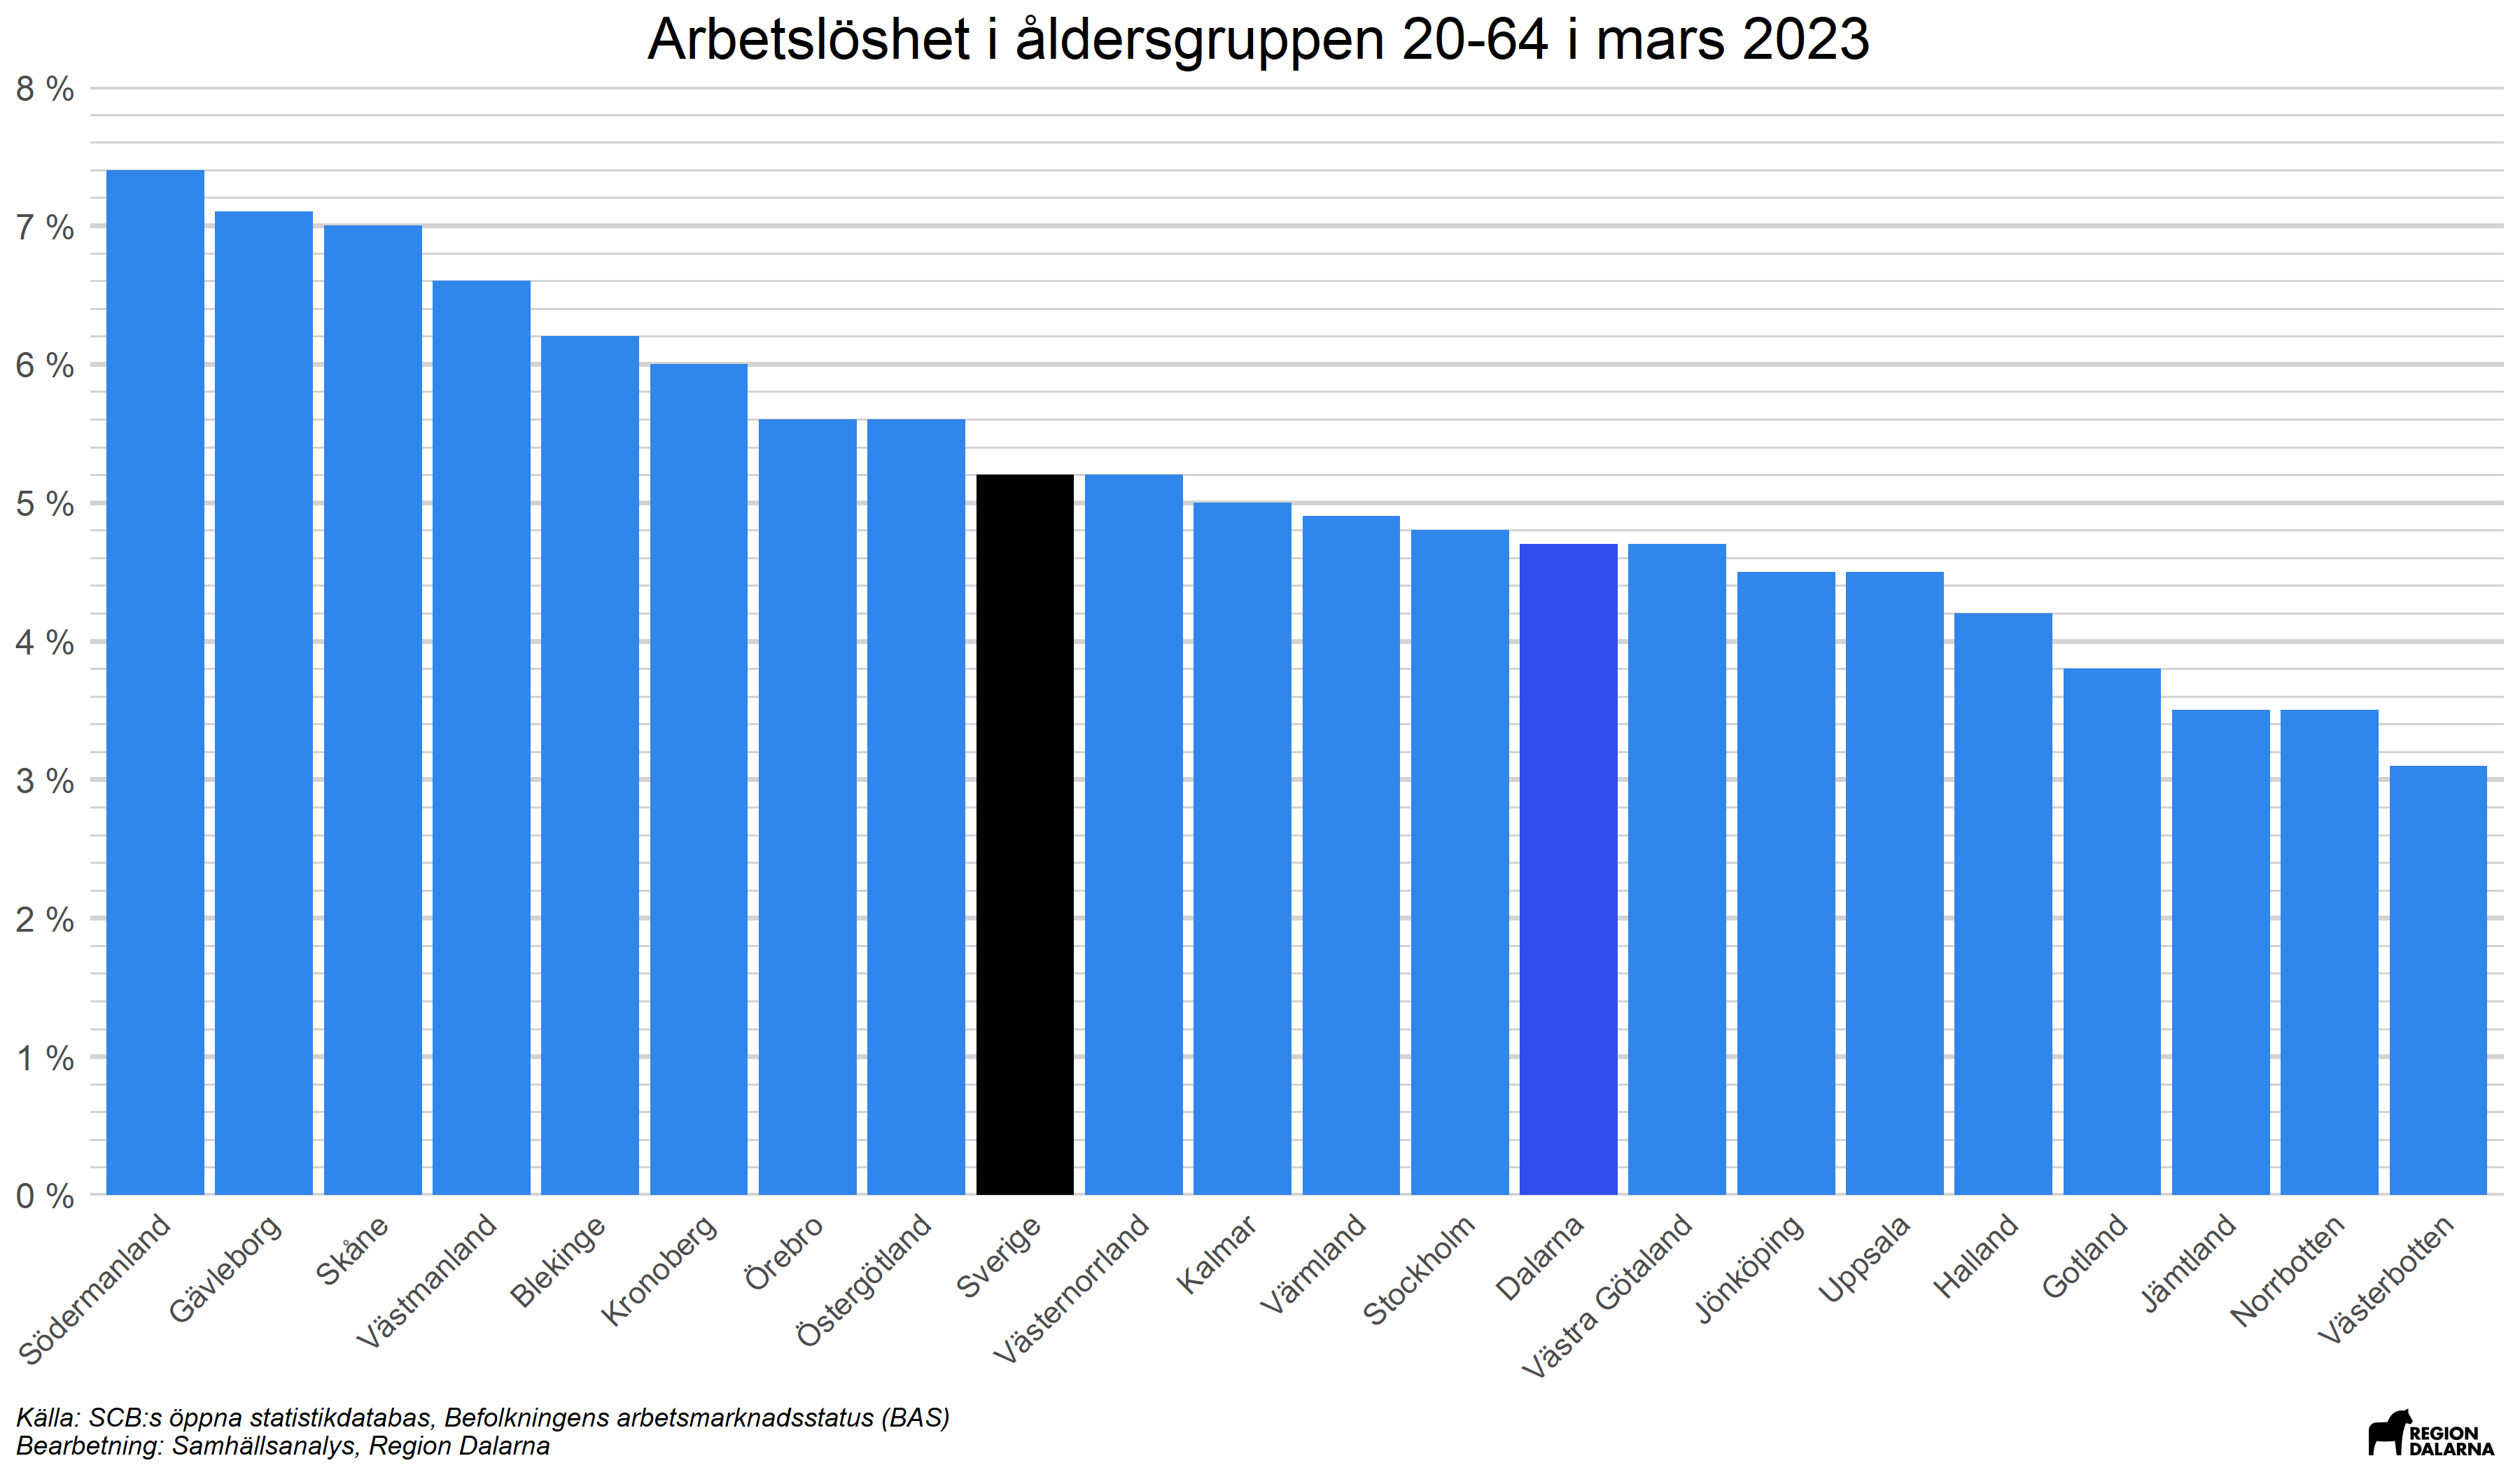 Arbetslöshet i åldersgruppen 20-64 i mars 2023
8 %
7 %
6 %
5 %
4 %
3 %
2 %
1 %
0 %
Södermanland
Gävleborg
Skåne
Västmanland
Blekinge
Kronoberg
Örebro
Östergötland
Sverige
Västernorrland
Kalmar
Värmland
Stockholm
Dalarna
Västra Götaland
Jönköping
Uppsala
Halland
Gotland
Jämtland
Norrbotten
Västerbotten
Källa: SCB:s öppna statistikdatabas, Befolkningens arbetsmarknadsstatus (BAS)
Bearbetning: Samhällsanalys, Region Dalarna
REGION
DALARNA